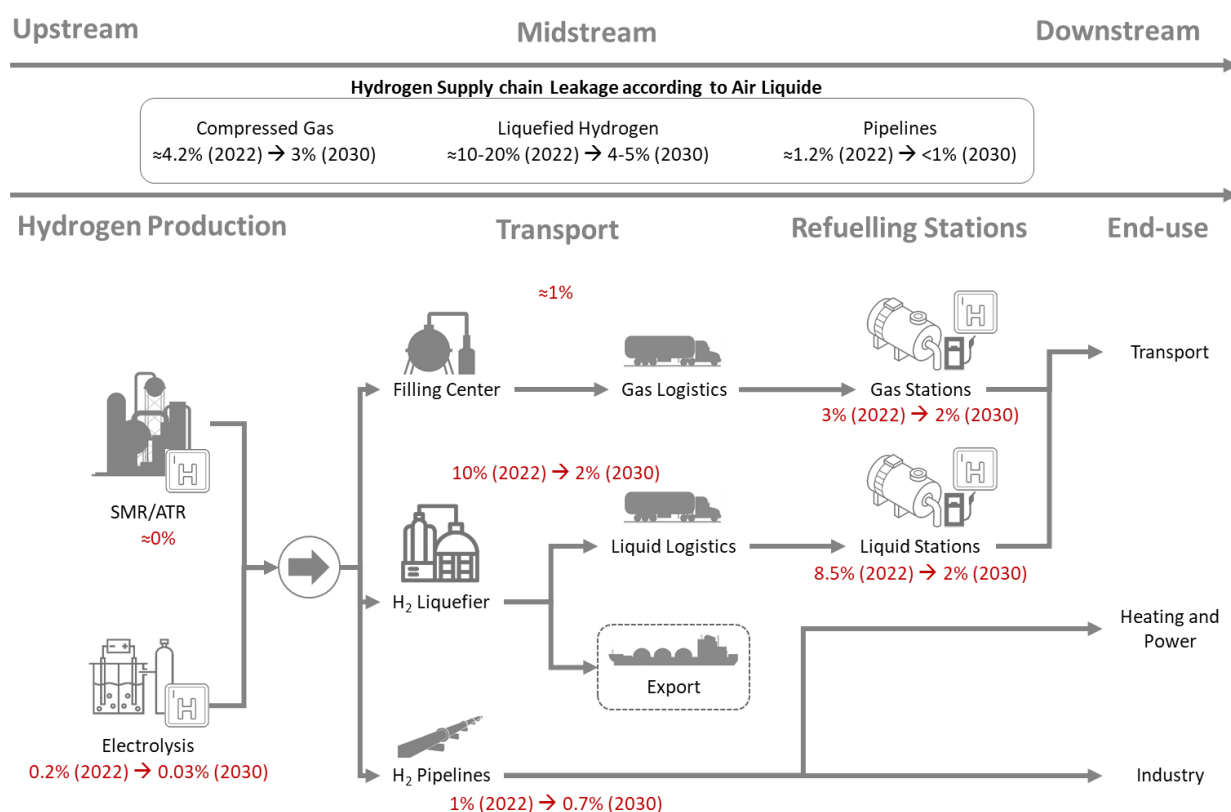 Upstream
Midstream
Downstream
Hydrogen Supply chain Leakage according to Air Liquide
Compressed Gas
≈4.2% (2022) → 3% (2030)
Liquefied Hydrogen
≈10-20% (2022) → 4-5% (2030)
Pipelines
≈1.2% (2022) → <1% (2030)
Hydrogen Production
Transport
Refuelling Stations
End-use
≈1%
H
Filling Center
Gas Logistics
Gas Stations
3% (2022) → 2% (2030)
Transport
H
SMR/ATR
≈0%
10% (2022) → 2% (2030)
H
H₂ Liquefier
Liquid Logistics
Liquid Stations
8.5% (2022) → 2% (2030)
Export
Heating and
Power
H
Electrolysis
0.2% (2022) → 0.03% (2030)
H₂ Pipelines
1% (2022) → 0.7% (2030)
Industry